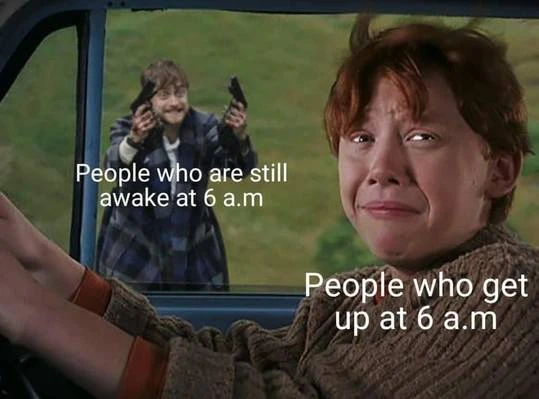 People who are still
awake at 6 a.m
People who get
up at 6 a.m